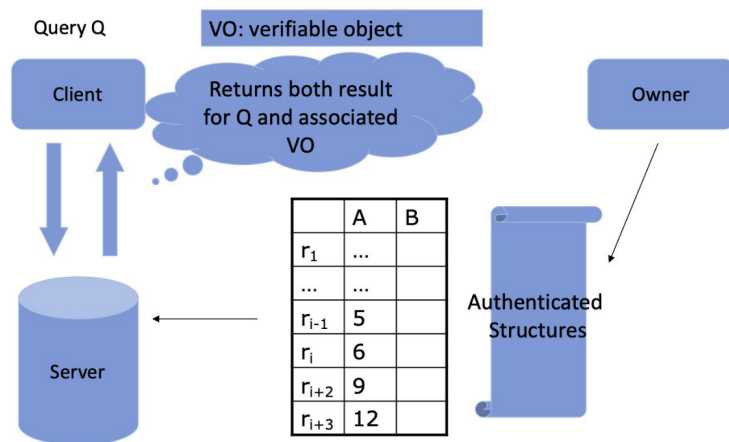 Query Q
VO: verifiable object
Client
Returns both result
for Q and associated
VO
Owner
A B
r₁ ...
... ...
rᵢ₋₁ 5
rᵢ 6
rᵢ₊₂ 9
rᵢ₊₃ 12
Authenticated
Structures
Server